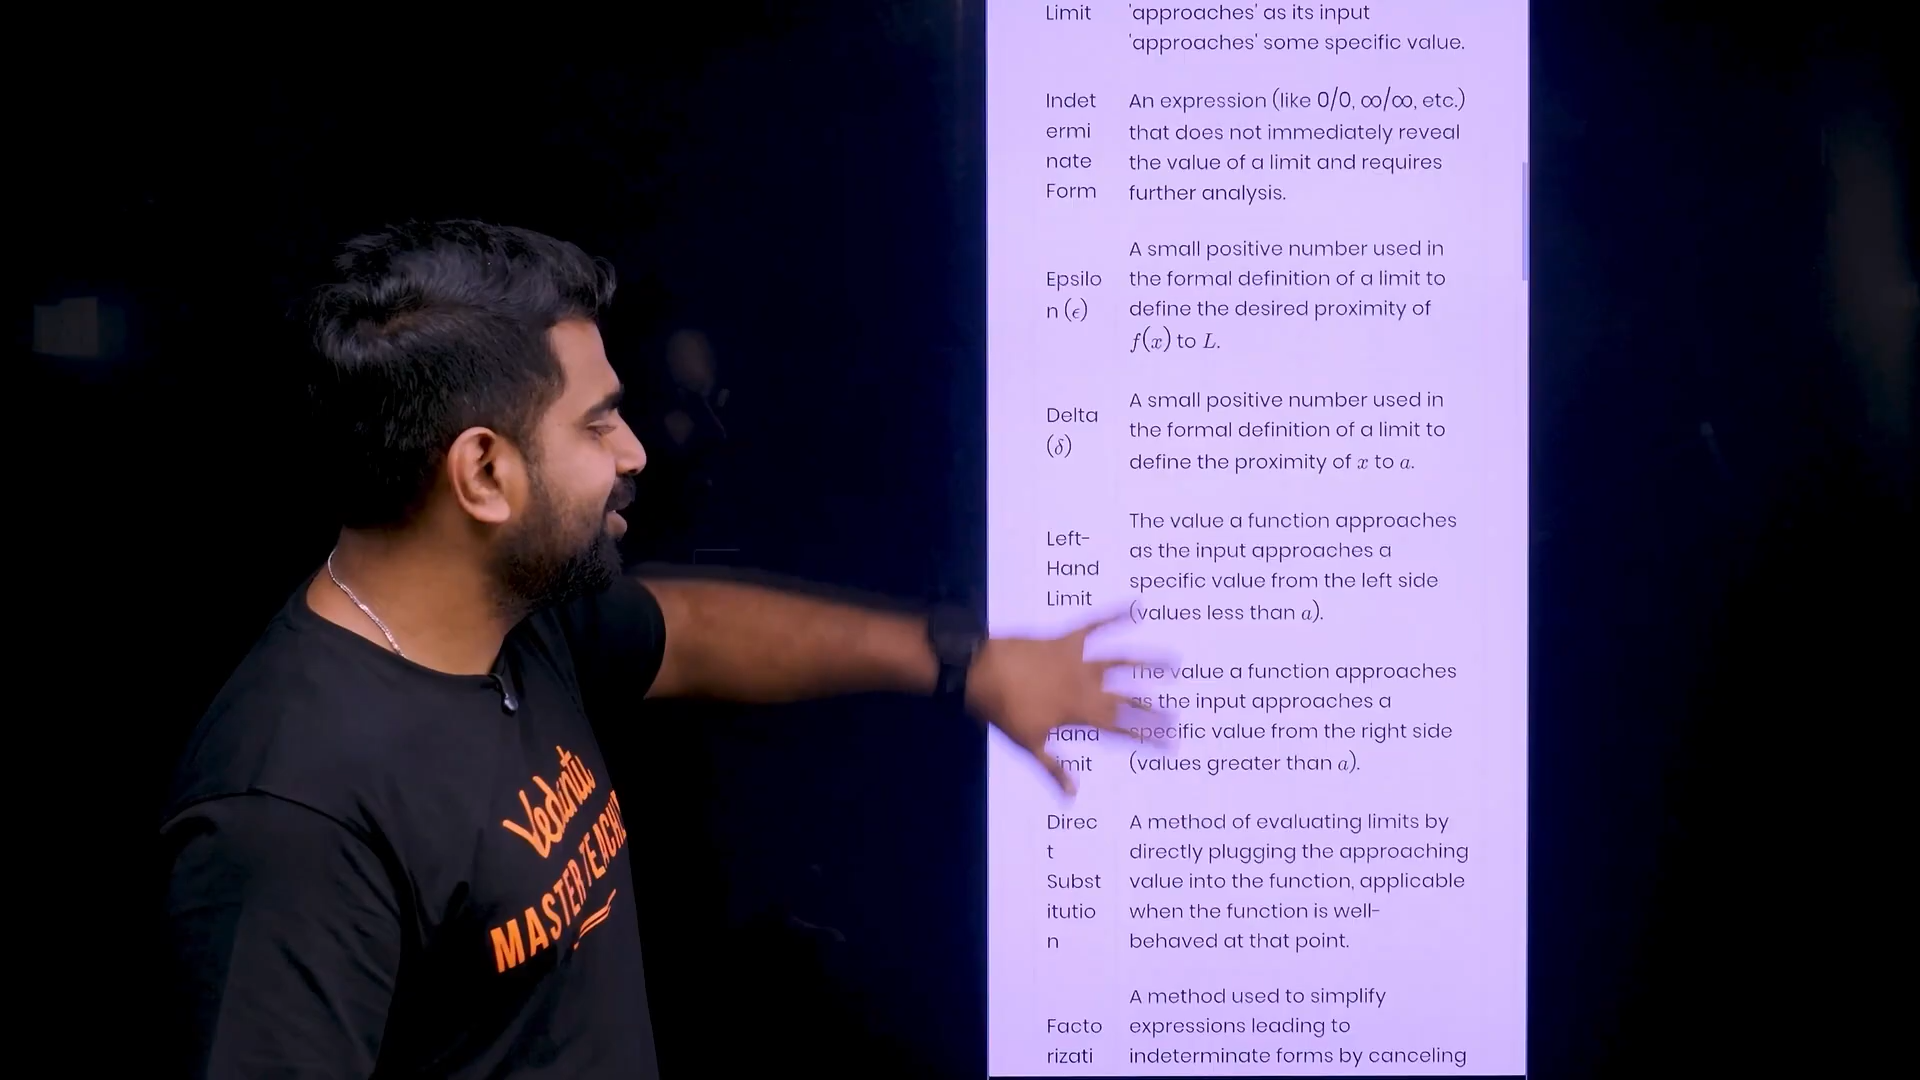 Limit
'approaches' as its input
'approaches' some specific value.
Indet
ermi
nate
Form
An expression (like 0/0, ∞/∞, etc.)
that does not immediately reveal
the value of a limit and requires
further analysis.
Epsilo
n (ϵ)
A small positive number used in
the formal definition of a limit to
define the desired proximity of
f(x) to L.
Delta
(δ)
A small positive number used in
the formal definition of a limit to
define the proximity of x to a.
Left-
Hand
Limit
The value a function approaches
as the input approaches a
specific value from the left side
(values less than a).
Hand
imit
The value a function approaches
as the input approaches a
specific value from the right side
(values greater than a).
Direc
t
Subst
itutio
n
A method of evaluating limits by
directly plugging the approaching
value into the function, applicable
when the function is well-
behaved at that point.
Facto
rizati
A method used to simplify
expressions leading to
indeterminate forms by canceling
Vedantu
MASTER TEACHE